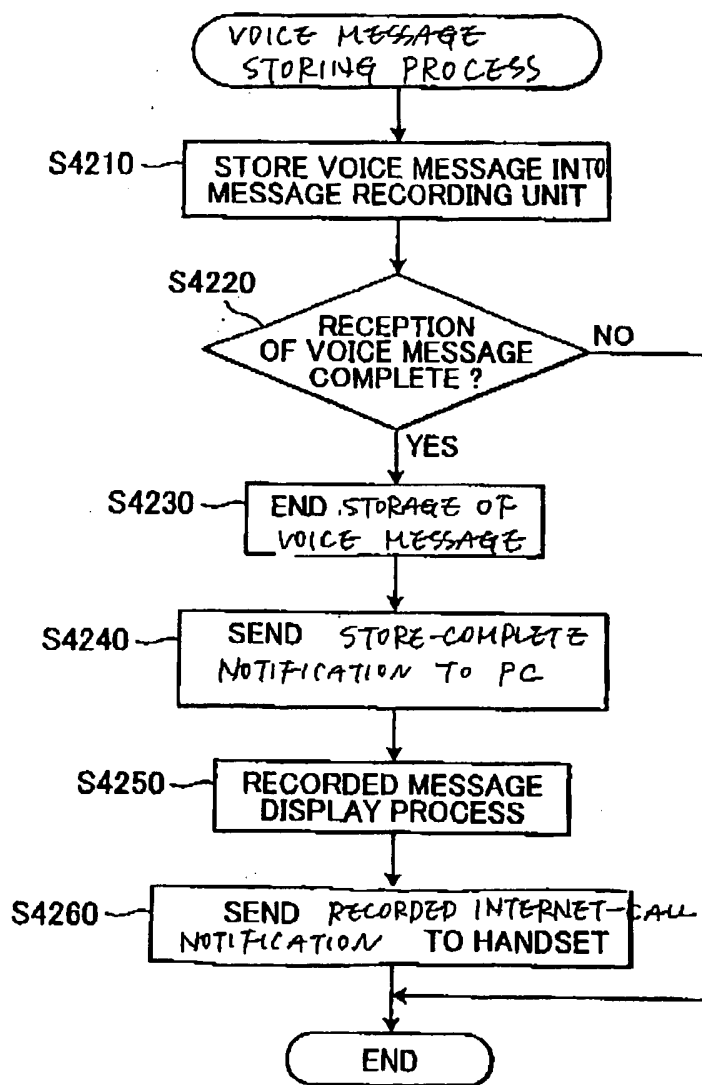 VOICE MESSAGE
STORING PROCESS
S4210
STORE VOICE MESSAGE INTO
MESSAGE RECORDING UNIT
S4220
RECEPTION
OF VOICE MESSAGE
COMPLETE ?
NO
YES
S4230
END STORAGE OF
VOICE MESSAGE
S4240
SEND STORE-COMPLETE
NOTIFICATION TO PC
S4250
RECORDED MESSAGE
DISPLAY PROCESS
S4260
SEND RECORDED INTERNET-CALL
NOTIFICATION TO HANDSET
END